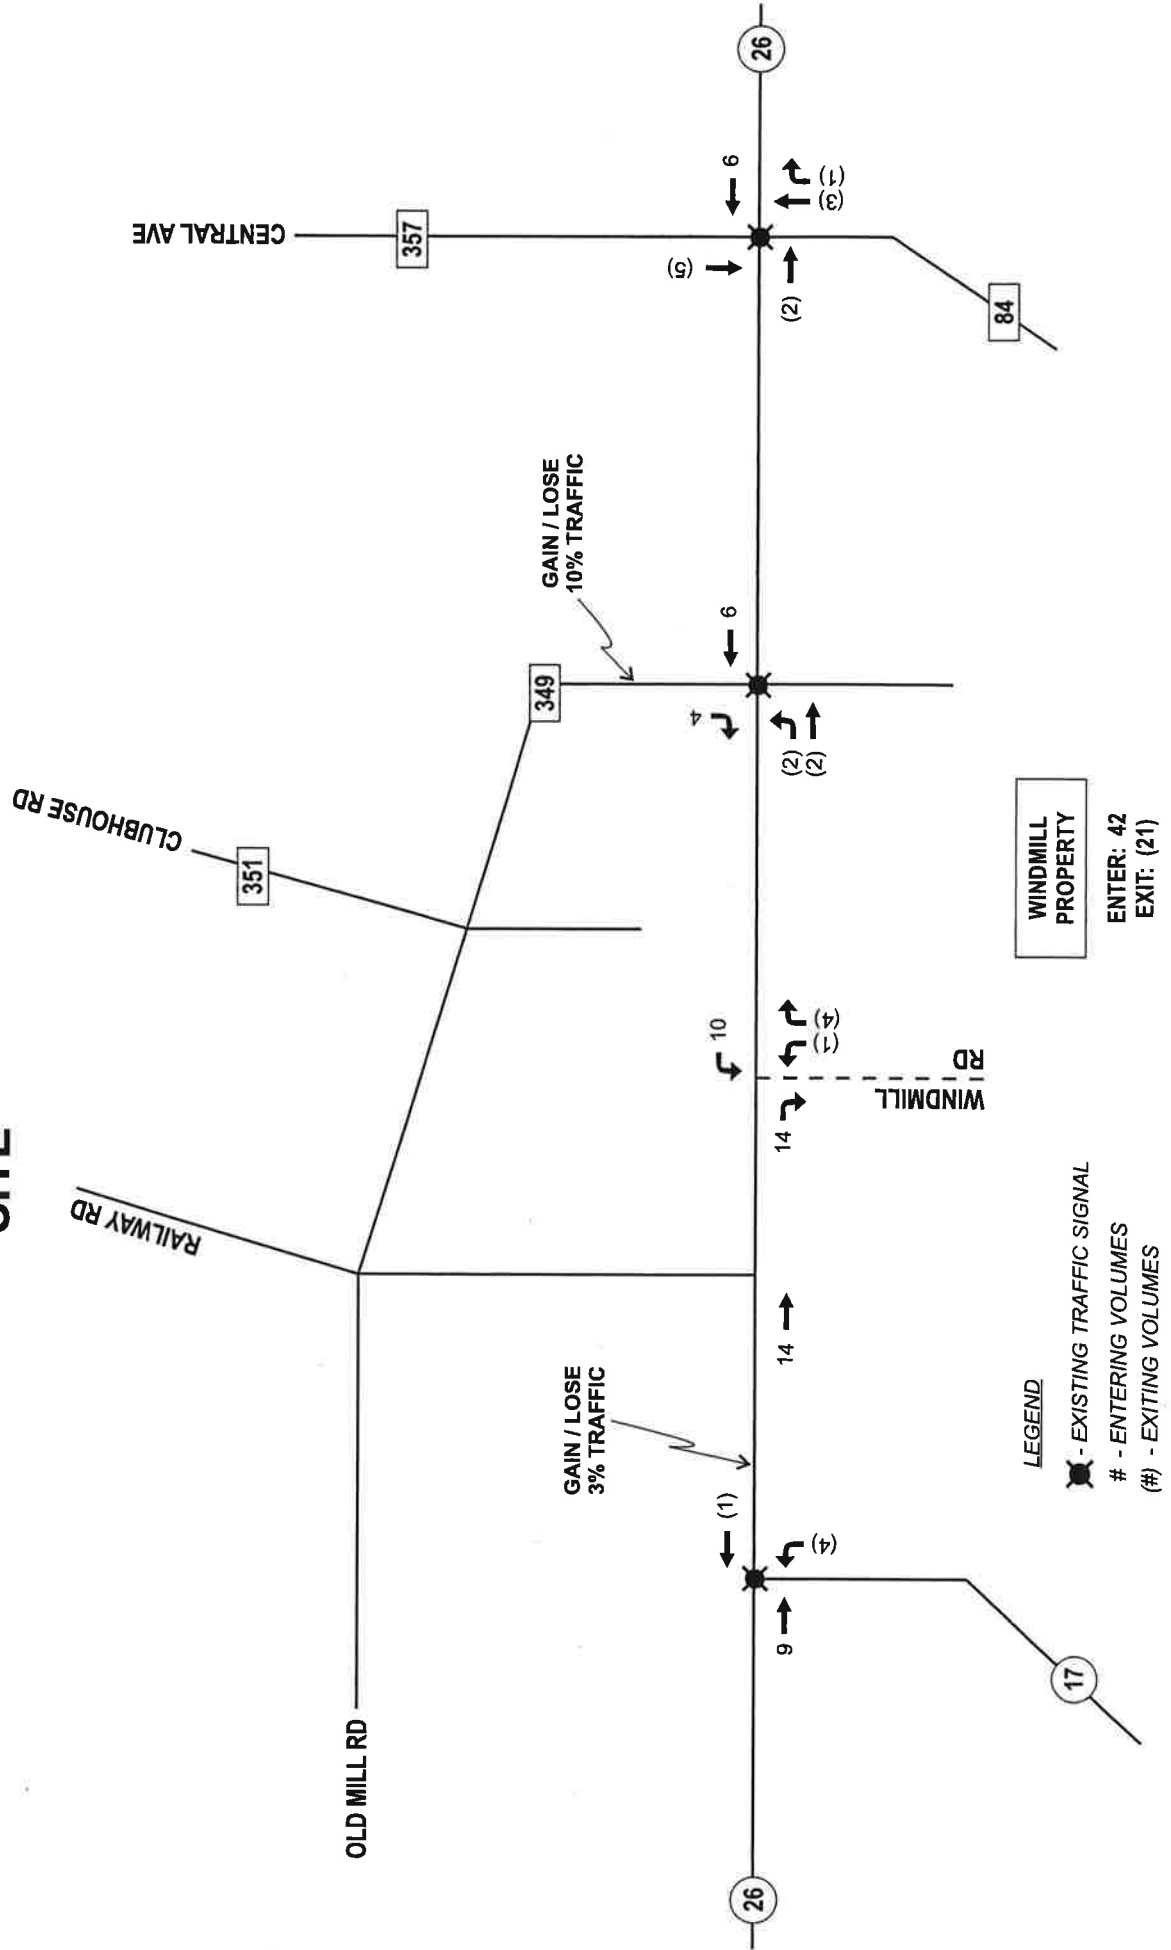 SITE
CENTRAL AVE
357
26
6
(1)
(3)
(5)
(2)
84
GAIN / LOSE
10% TRAFFIC
349
6
4
(2)
(2)
CLUBHOUSE RD
351
RAILWAY RD
OLD MILL RD
10
(4)
(1)
14
WINDMILL
RD
14
GAIN / LOSE
3% TRAFFIC
(1)
(4)
9
17
26
WINDMILL
PROPERTY
ENTER: 42
EXIT: (21)
LEGEND
- EXISTING TRAFFIC SIGNAL
# - ENTERING VOLUMES
(#) - EXITING VOLUMES